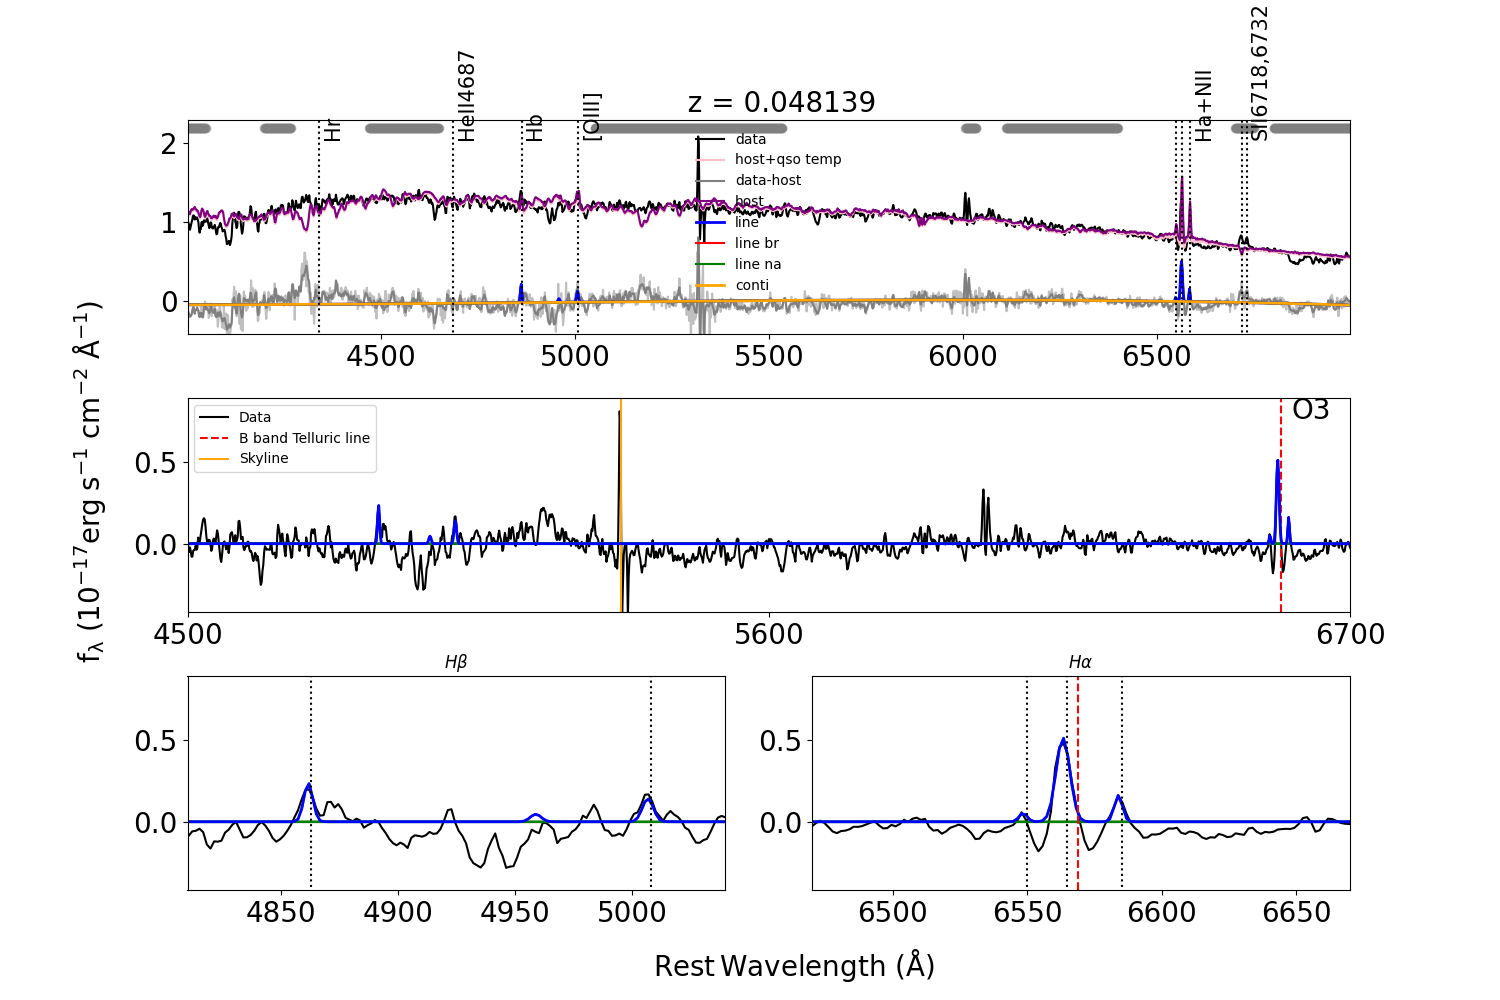 z = 0.048139
Hr
HeII4687
Hb
[OIII]
Ha+NII
SII6718,6732
data
host+qso temp
data-host
host
line
line br
line na
conti
2
1
0
4500 5000 5500 6000 6500
Data
B band Telluric line
Skyline
O3
0.5
0.0
4500 5600 6700
fλ (10−17erg s−1 cm−2 Å−1)
Hβ
0.5
0.0
4850 4900 4950 5000
Hα
0.5
0.0
6500 6550 6600 6650
Rest Wavelength (Å)